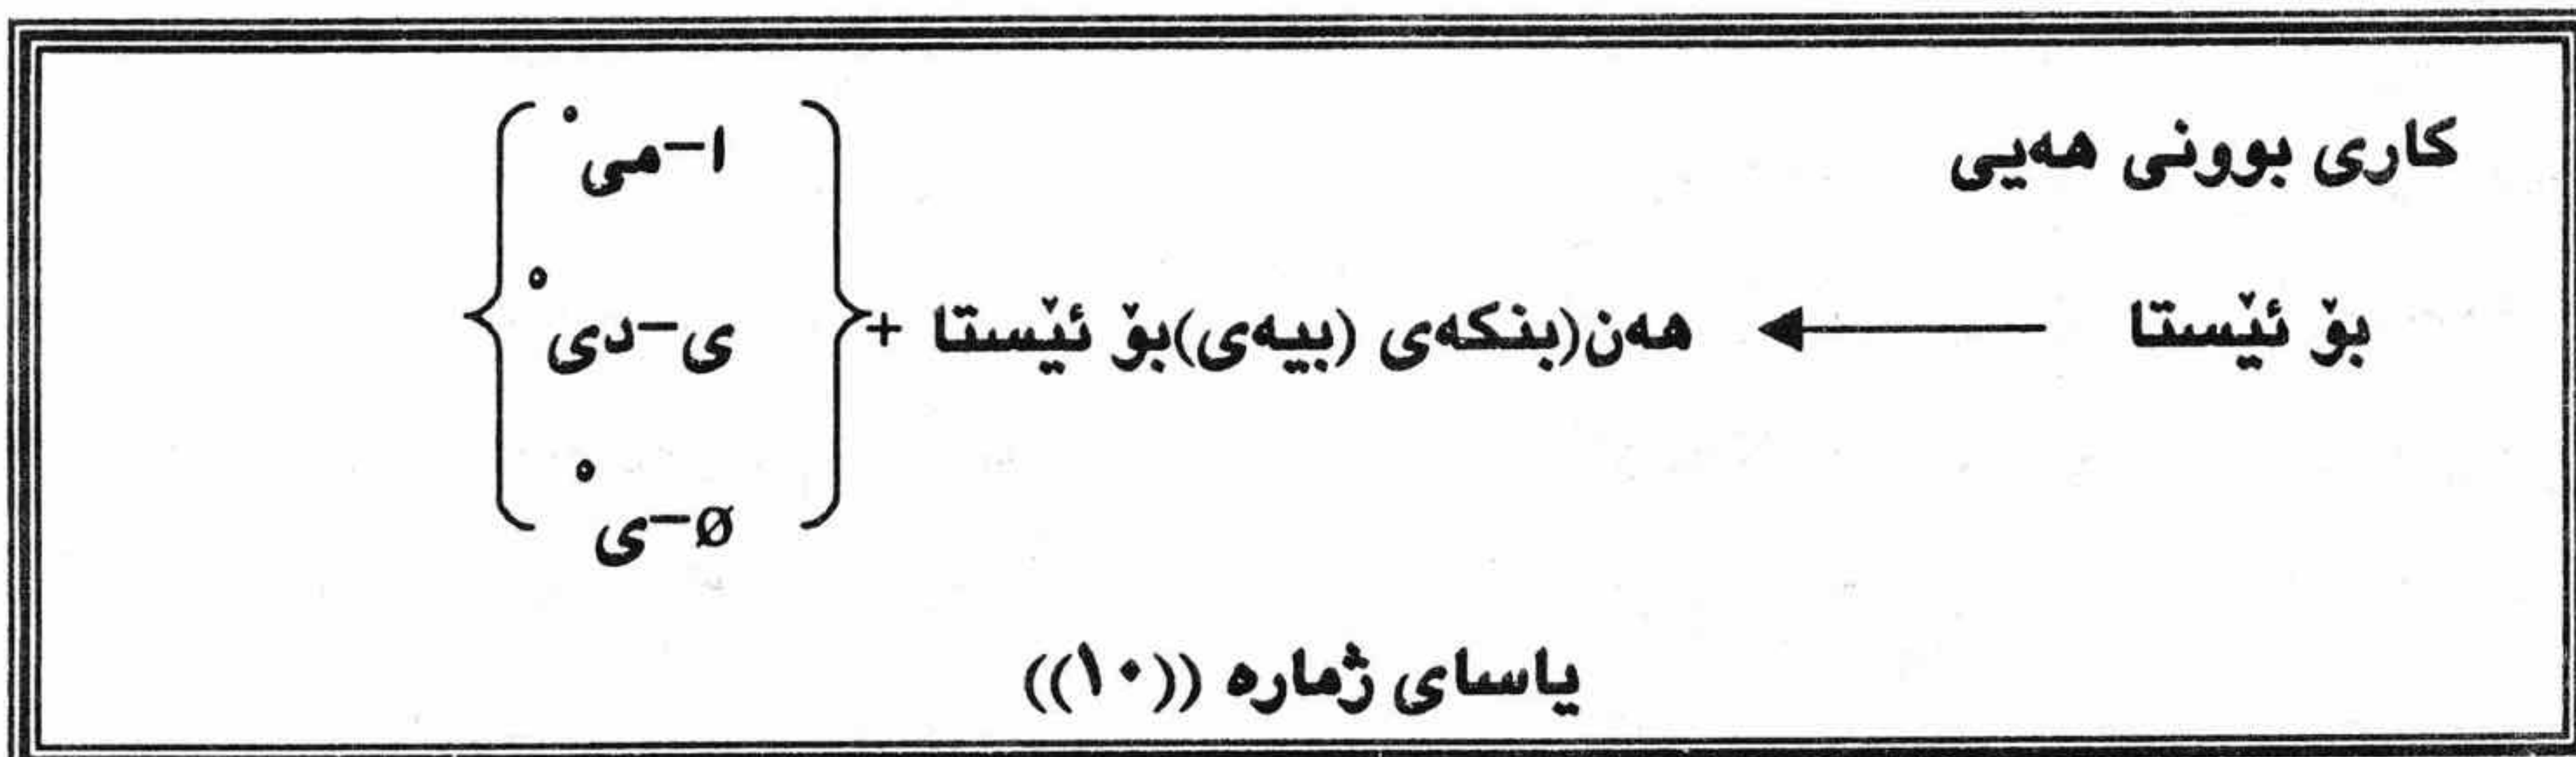 کاری بوونی هەیی
ا-میْ
بۆ ئێستا ← هەن(بنکەی (بیەی)بۆ ئێستا + { ی-دیْ }
Ø-یْ
یاسای ژمارە ((١٠))